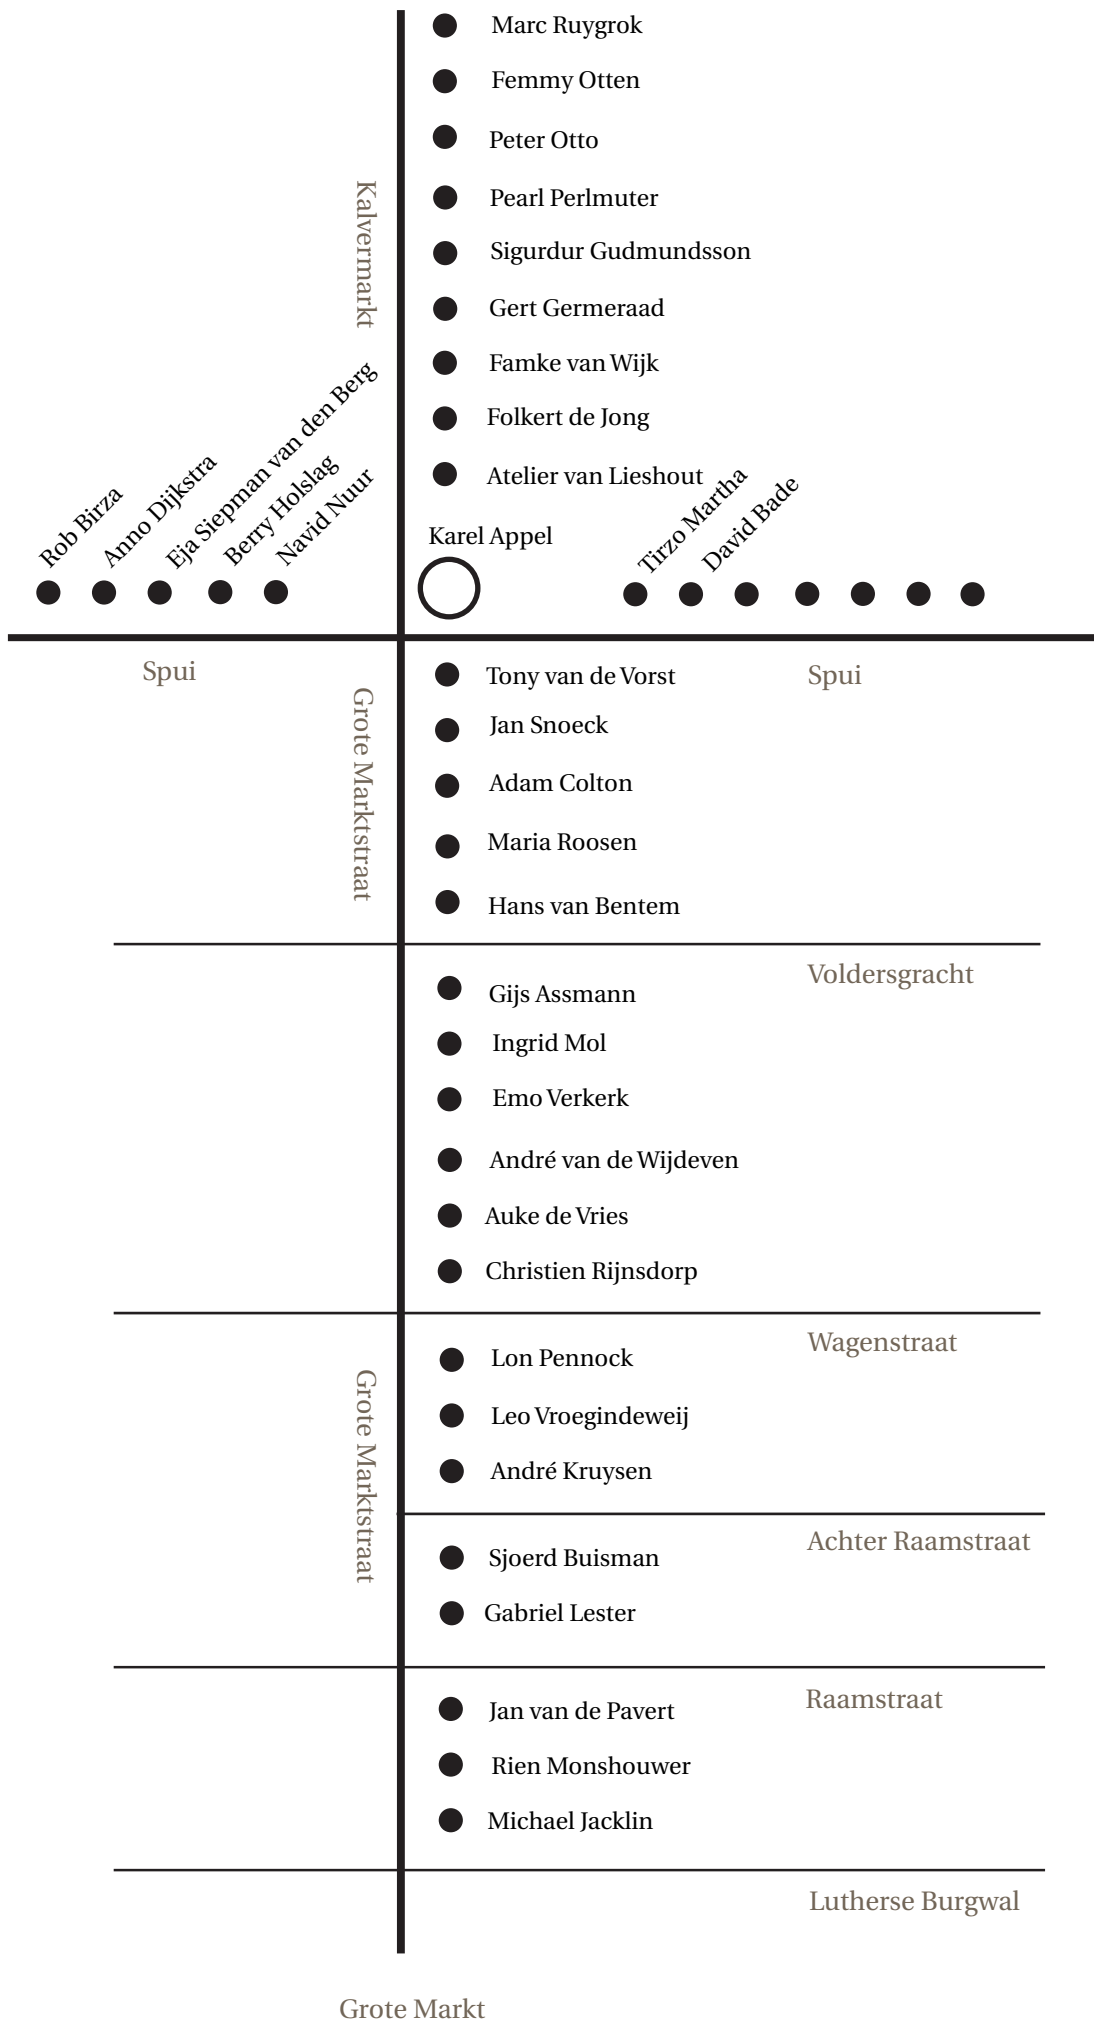 Marc Ruygrok
Femmy Otten
Peter Otto
Pearl Perlmuter
Kalvermarkt
Sigurdur Gudmundsson
Gert Germeraad
Famke van Wijk
Folkert de Jong
Atelier van Lieshout
Rob Birza
Anno Dijkstra
Eja Siepman van den Berg
Berry Holslag
Navid Nuur
Karel Appel
Tirzo Martha
David Bade
Spui
Tony van de Vorst
Spui
Grote Marktstraat
Jan Snoeck
Adam Colton
Maria Roosen
Hans van Bentem
Voldersgracht
Gijs Assmann
Ingrid Mol
Emo Verkerk
André van de Wijdeven
Auke de Vries
Christien Rijnsdorp
Wagenstraat
Lon Pennock
Leo Vroegindeweij
Grote Marktstraat
André Kruysen
Achter Raamstraat
Sjoerd Buisman
Gabriel Lester
Raamstraat
Jan van de Pavert
Rien Monshouwer
Michael Jacklin
Lutherse Burgwal
Grote Markt